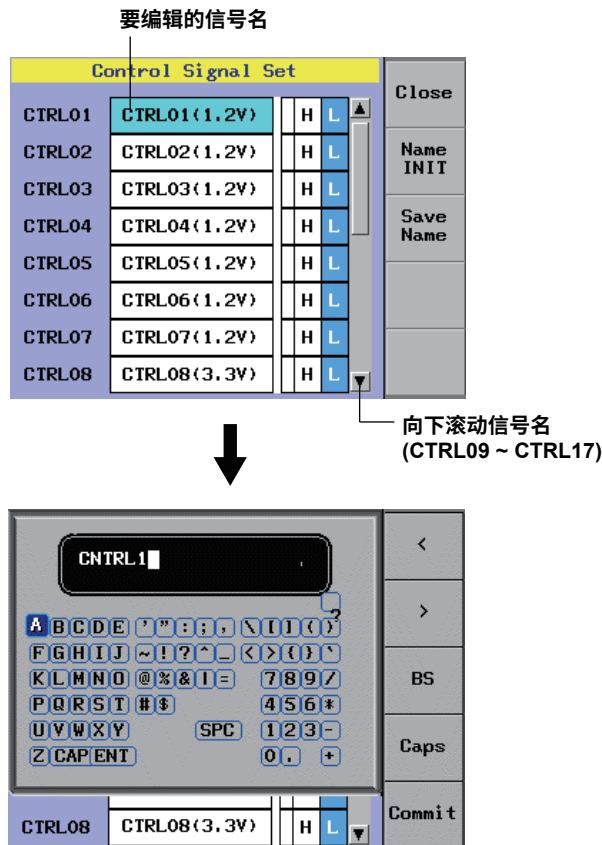 要编辑的信号名
Control Signal Set
Close
CTRL01 CTRL01(1.2V) H L
CTRL02 CTRL02(1.2V) H L
Name
INIT
CTRL03 CTRL03(1.2V) H L
Save
Name
CTRL04 CTRL04(1.2V) H L
CTRL05 CTRL05(1.2V) H L
CTRL06 CTRL06(1.2V) H L
CTRL07 CTRL07(1.2V) H L
CTRL08 CTRL08(3.3V) H L
向下滚动信号名
(CTRL09 ~ CTRL17)
CNTRL1
<
>
BS
Caps
Commit
?
A B C D E ' " : ; , \ [ ] ( )
F G H I J ~ ! ? ^ _ < > { } `
K L M N O @ % & | = 7 8 9 /
P Q R S T # $ 4 5 6 *
U V W X Y SPC 1 2 3 -
Z CAP ENT 0 . +
CTRL08 CTRL08(3.3V) H L